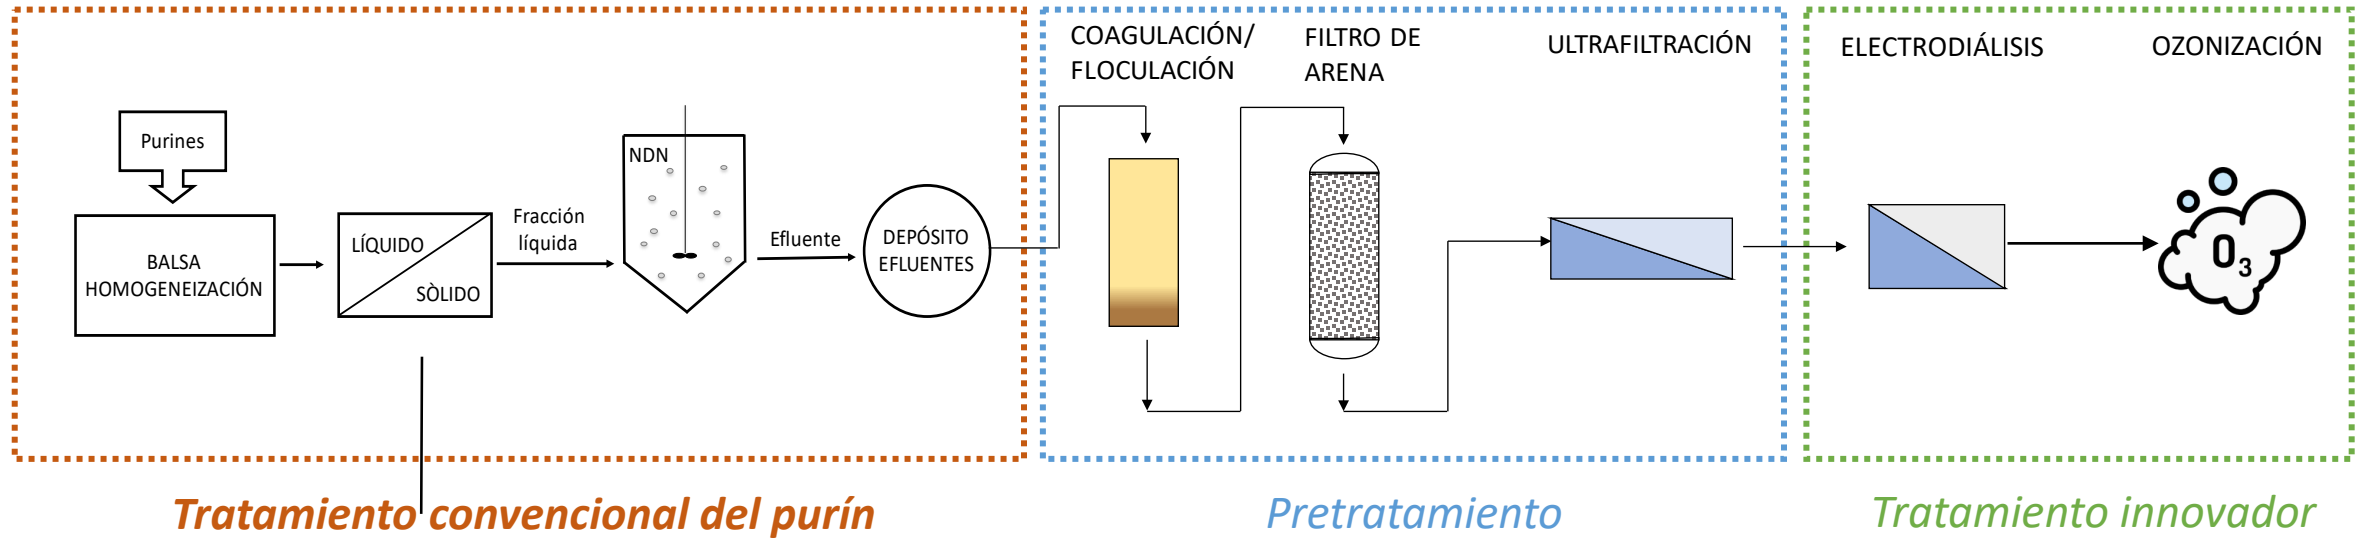 COAGULACIÓN/
FLOCULACIÓN
FILTRO DE
ARENA
ULTRAFILTRACIÓN
ELECTRODIÁLISIS
OZONIZACIÓN
Purines
BALSA
HOMOGENEIZACIÓN
LÍQUIDO
SÒLIDO
Fracción
líquida
NDN
Efluente
DEPÓSITO
EFLUENTES
O3
Tratamiento convencional del purín
Pretratamiento
Tratamiento innovador